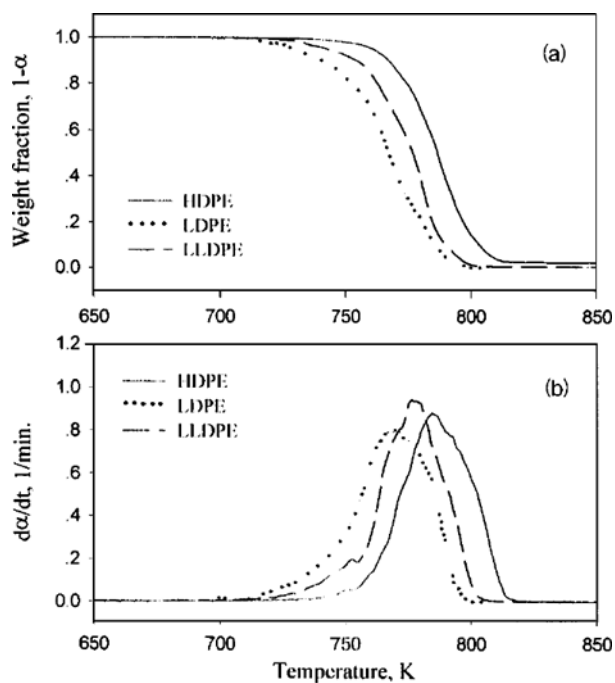 1.0
(a)
.8
.6
.4
.2
0.0
Weight fraction, 1-α
HDPE
LDPE
LLDPE
650 700 750 800 850
1.2
(b)
1.0
.8
.6
.4
.2
0.0
dα/dt, 1/min.
HDPE
LDPE
LLDPE
650 700 750 800 850
Temperature, K